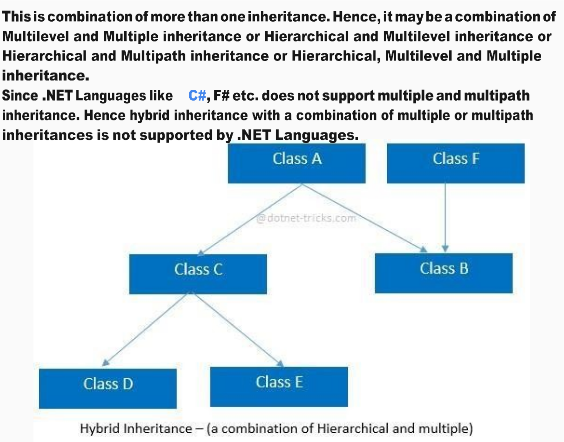 This is combination of more than one inheritance. Hence, it may be a combination of
Multilevel and Multiple inheritance or Hierarchical and Multilevel inheritance or
Hierarchical and Multipath inheritance or Hierarchical, Multilevel and Multiple
inheritance.
Since .NET Languages like C#, F# etc. does not support multiple and multipath
inheritance. Hence hybrid inheritance with a combination of multiple or multipath
inheritances is not supported by .NET Languages.
Class A Class F
@dotnet-tricks.com
Class C Class B
Class D Class E
Hybrid Inheritance – (a combination of Hierarchical and multiple)